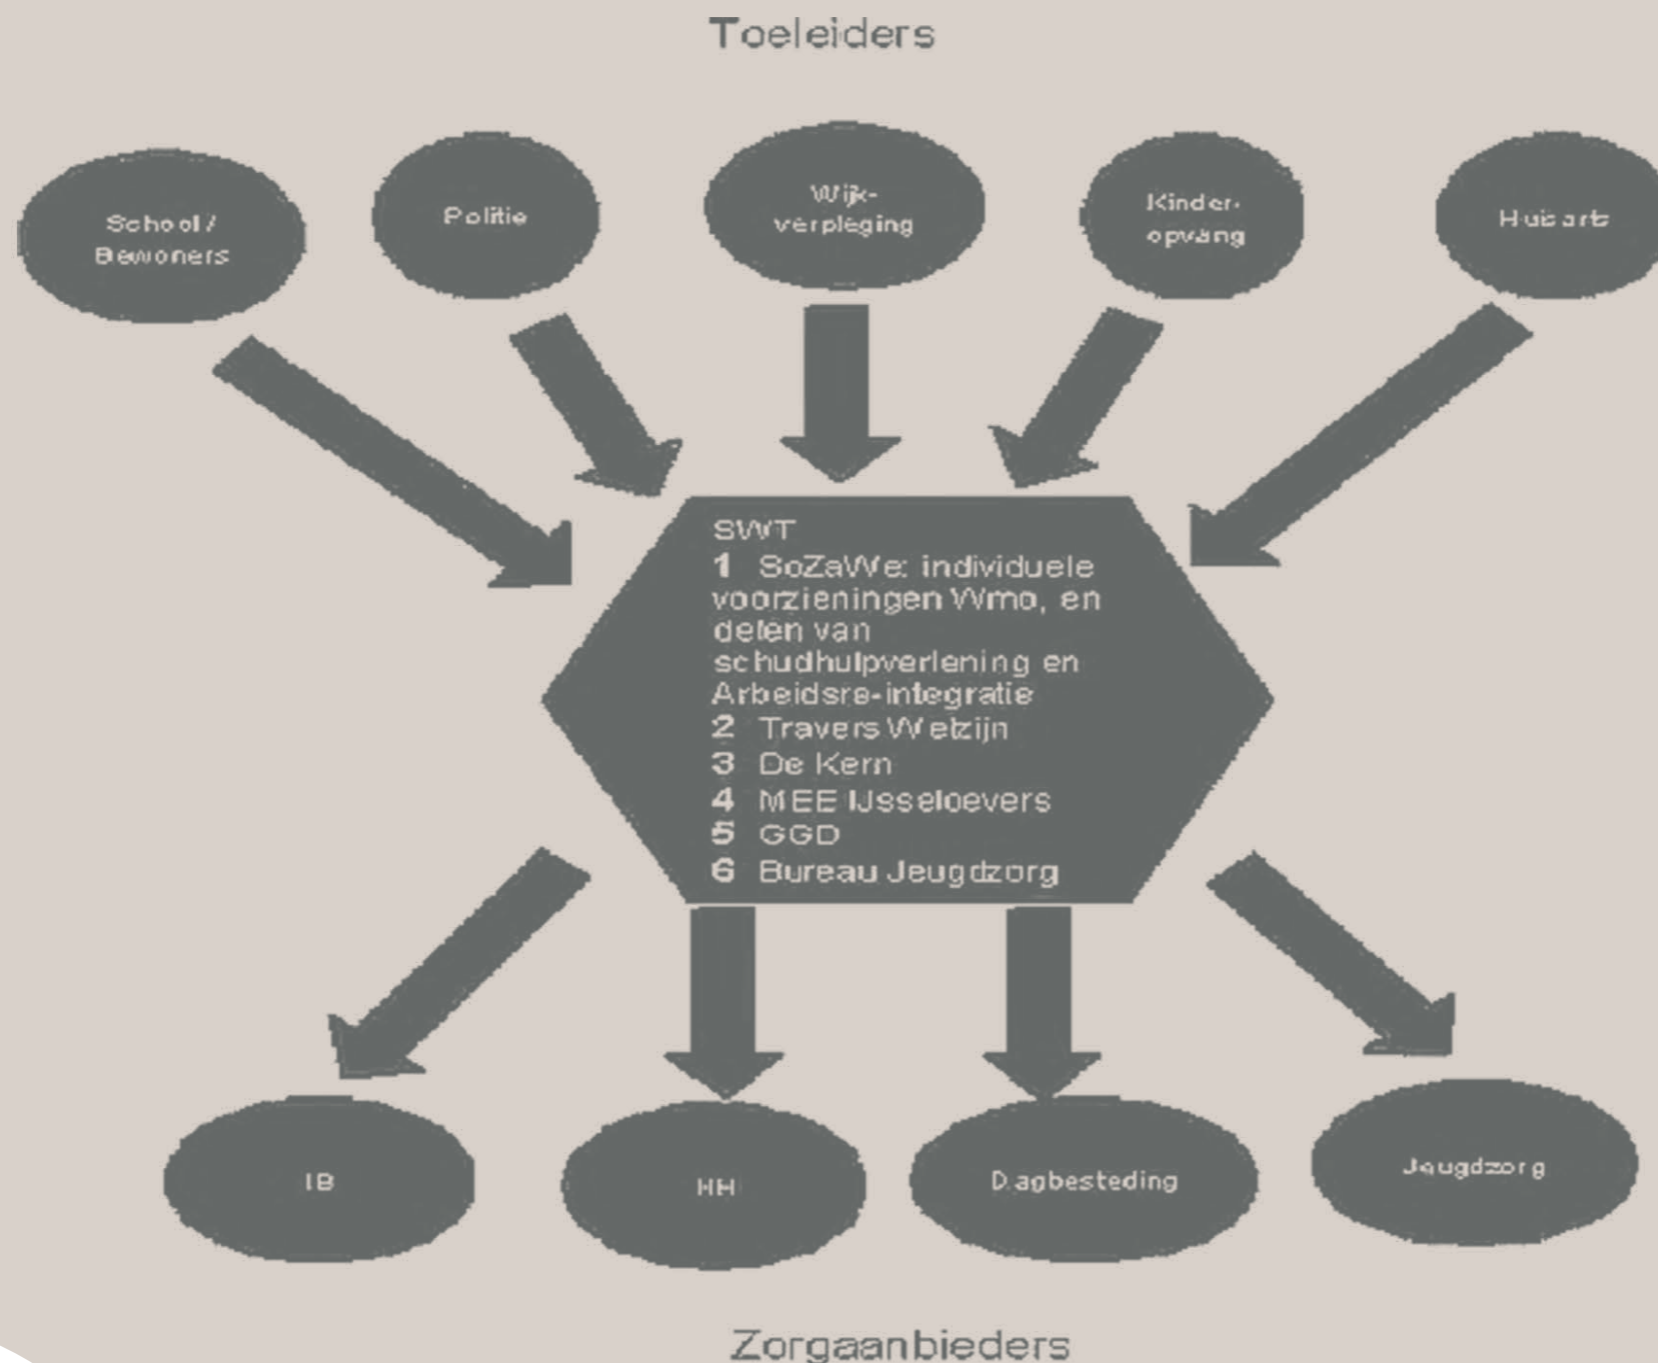 Toeleiders
School /
Bewoners
Politie
Wijk-
verpleging
Kinder-
opvang
Huisarts
SWT
1 SoZaWe: individuele
voorzieningen Wmo, en
delen van
schudhulpverlening en
Arbeidsre-integratie
2 Travers Welzijn
3 De Kern
4 MEE IJsseloevers
5 GGD
6 Bureau Jeugdzorg
IB
HH
Dagbesteding
Jeugdzorg
Zorgaanbieders